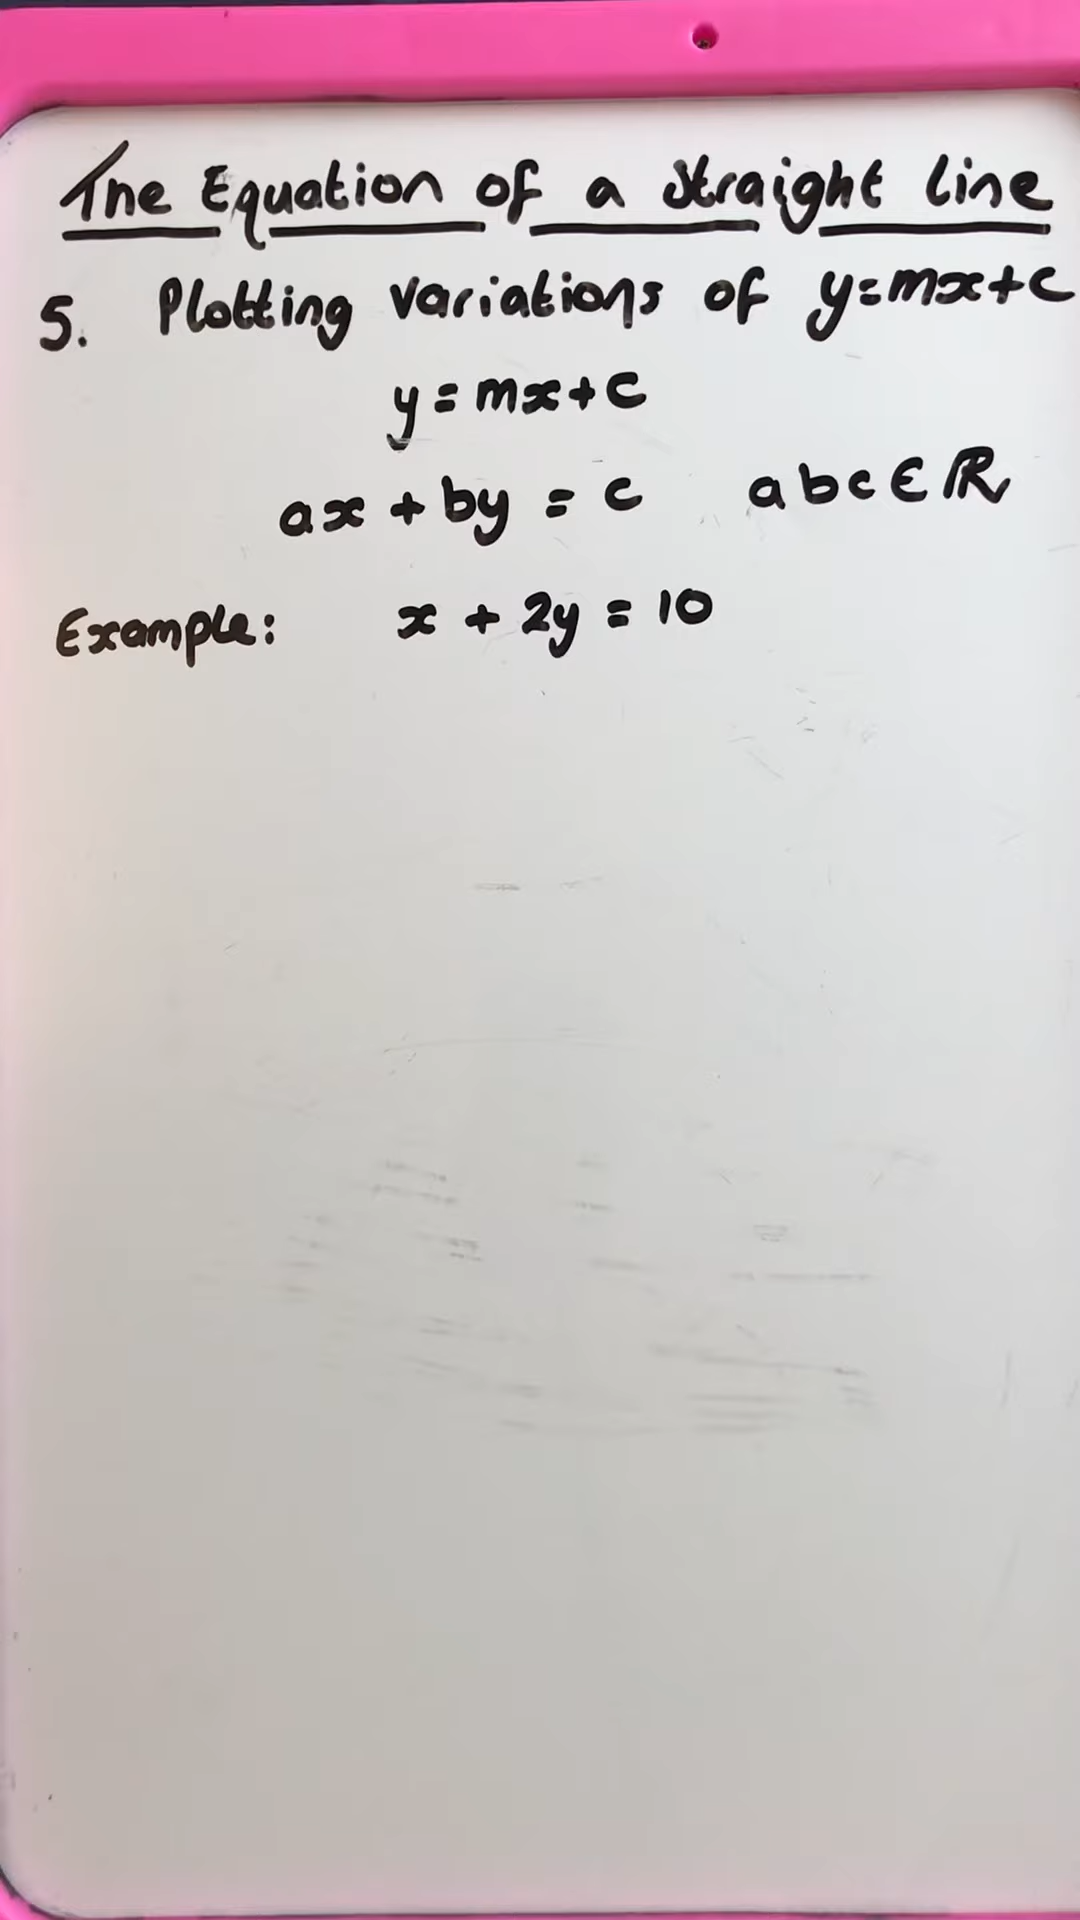 The Equation of a Straight Line
5. Plotting variations of y=mx+c
y=mx+c
ax + by = c abc∈ℝ
Example: x + 2y = 10